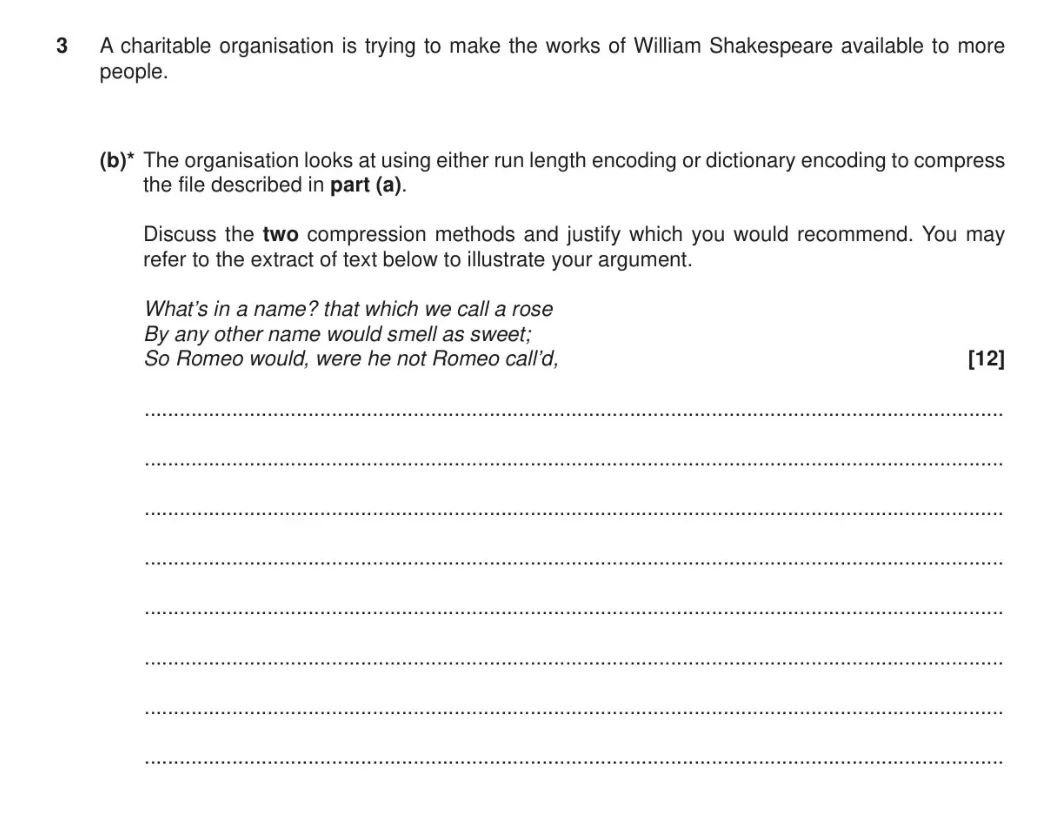 3 A charitable organisation is trying to make the works of William Shakespeare available to more
people.
(b)* The organisation looks at using either run length encoding or dictionary encoding to compress
the file described in part (a).
Discuss the two compression methods and justify which you would recommend. You may
refer to the extract of text below to illustrate your argument.
What's in a name? that which we call a rose
By any other name would smell as sweet;
So Romeo would, were he not Romeo call'd, [12]